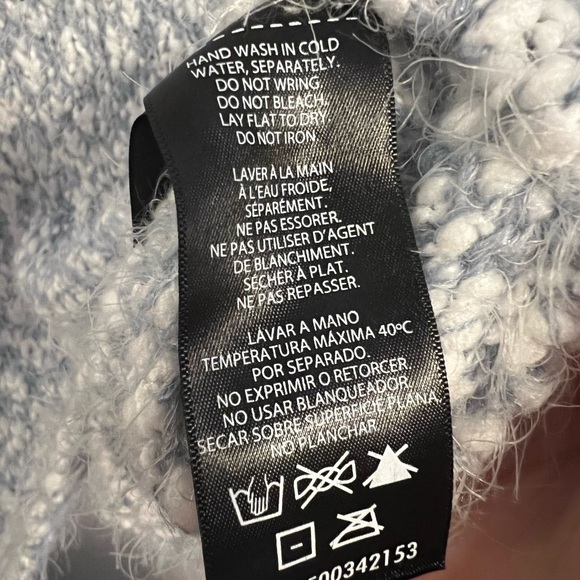 HAND WASH IN COLD
WATER, SEPARATELY.
DO NOT WRING.
DO NOT BLEACH.
LAY FLAT TO DRY
DO NOT IRON.
LAVER À LA MAIN
À L'EAU FROIDE,
SÉPARÉMENT.
NE PAS ESSORER.
NE PAS UTILISER D'AGENT
DE BLANCHIMENT.
SÉCHER À PLAT.
NE PAS REPASSER.
LAVAR A MANO
TEMPERATURA MÁXIMA 40ºC
POR SEPARADO.
NO EXPRIMIR O RETORCER
NO USAR BLANQUEADOR.
SECAR SOBRE SUPERFICIE PLANA
NO PLANCHAR
500342153